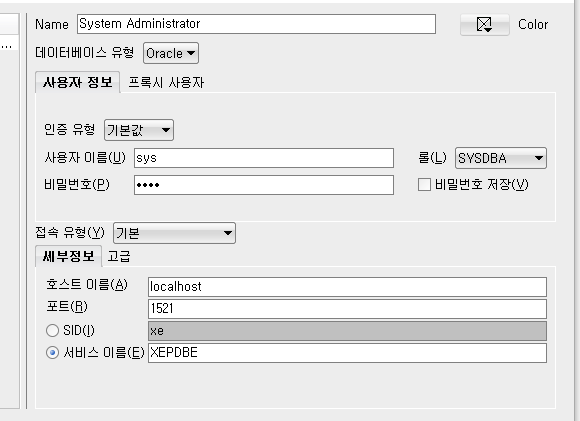 Name System Administrator Color
...
데이터베이스 유형 Oracle
사용자 정보 프록시 사용자
인증 유형 기본값
사용자 이름(U) sys 롤(L) SYSDBA
비밀번호(P) •••• 비밀번호 저장(V)
접속 유형(Y) 기본
세부정보 고급
호스트 이름(A) localhost
포트(R) 1521
SID(I) xe
서비스 이름(E) XEPDBE